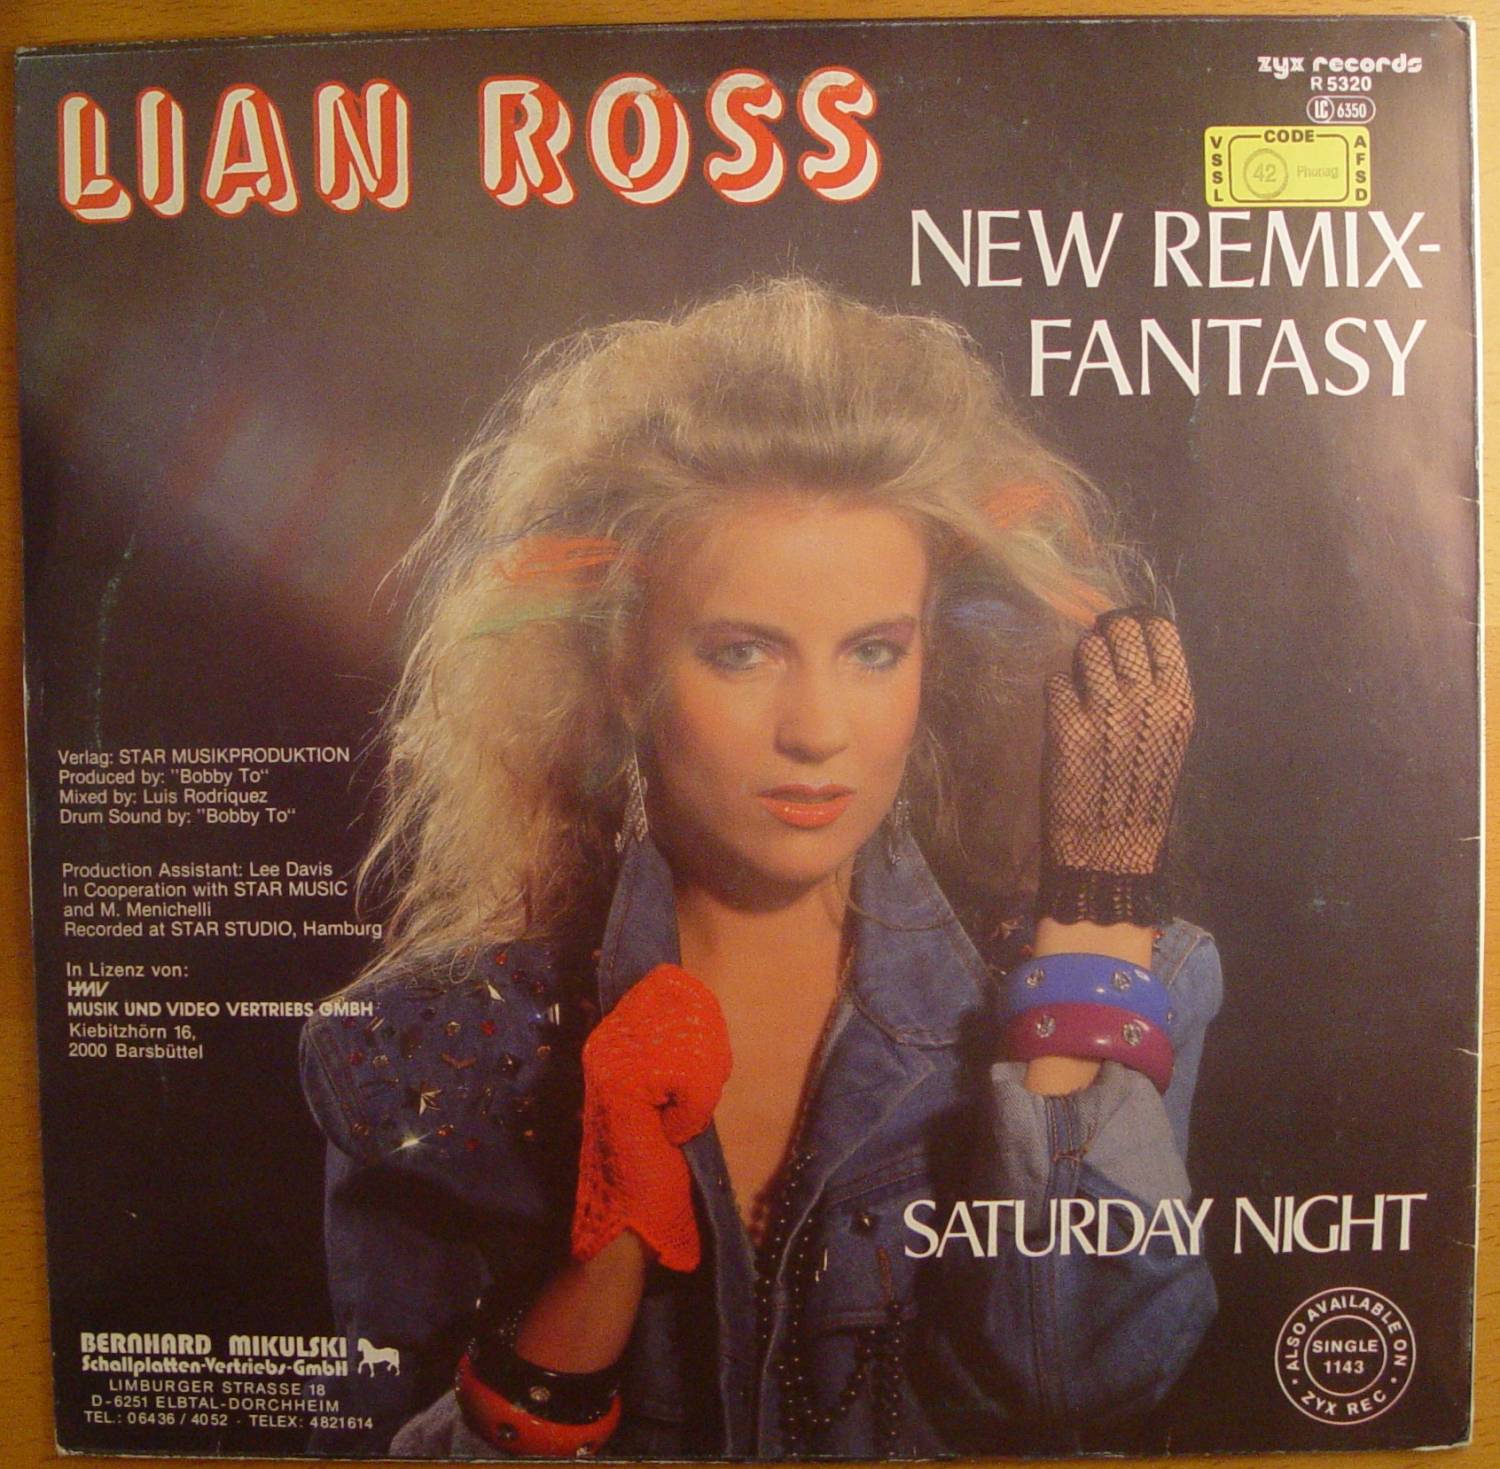 LIAN ROSS
zyx records
R 5320
LC 6350
CODE
VSSL
42 Phonag
AFSD
NEW REMIX-
FANTASY
Verlag: STAR MUSIKPRODUKTION
Produced by: "Bobby To“
Mixed by: Luis Rodriquez
Drum Sound by: "Bobby To“
Production Assistant: Lee Davis
In Cooperation with STAR MUSIC
and M. Menichelli
Recorded at STAR STUDIO, Hamburg
In Lizenz von:
HMV
MUSIK UND VIDEO VERTRIEBS GMBH
Kiebitzhörn 16,
2000 Barsbüttel
SATURDAY NIGHT
BERNHARD MIKULSKI
Schallplatten-Vertriebs-GmbH
LIMBURGER STRASSE 18
D-6251 ELBTAL-DORCHHEIM
TEL.: 06436 / 4052 · TELEX: 4821614
· ALSO AVAILABLE ON ·
SINGLE
1143
ZYX REC